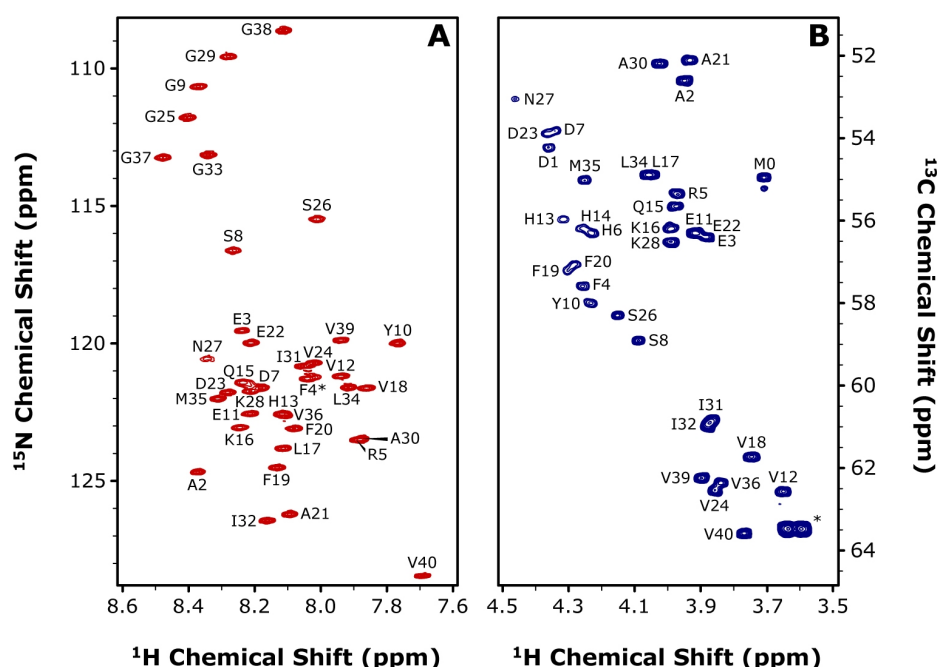 A
B
G38
G29
G9
G25
G37
G33
S26
S8
E3
E22
V39
Y10
N27
I31
V24
V12
Q15
D7
D23
F4*
V18
M35
K28
H13
L34
E11
V36
K16
F20
A30
L17
R5
A2
F19
I32
A21
V40
110
115
120
125
8.6
8.4
8.2
8.0
7.8
7.6
¹⁵N Chemical Shift (ppm)
¹H Chemical Shift (ppm)
A30
A21
A2
N27
D23
D7
D1
M35
L34
L17
M0
R5
Q15
H13
H14
H6
K16
E11
E22
K28
E3
F19
F20
F4
Y10
S26
S8
I31
I32
V18
V39
V36
V12
V24
V40
*
52
54
56
58
60
62
64
4.5
4.3
4.1
3.9
3.7
3.5
¹³C Chemical Shift (ppm)
¹H Chemical Shift (ppm)